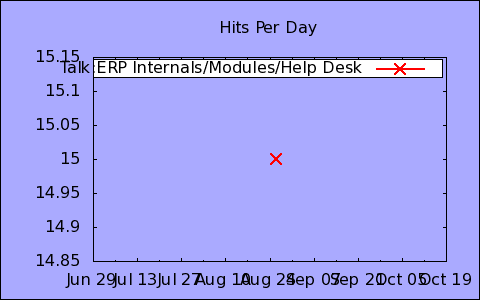 Hits Per Day
15.15
Talk:ERP Internals/Modules/Help Desk
15.1
15.05
15
14.95
14.9
14.85
Jun 29 Jul 13 Jul 27 Aug 10 Aug 24 Sep 07 Sep 21 Oct 05 Oct 19